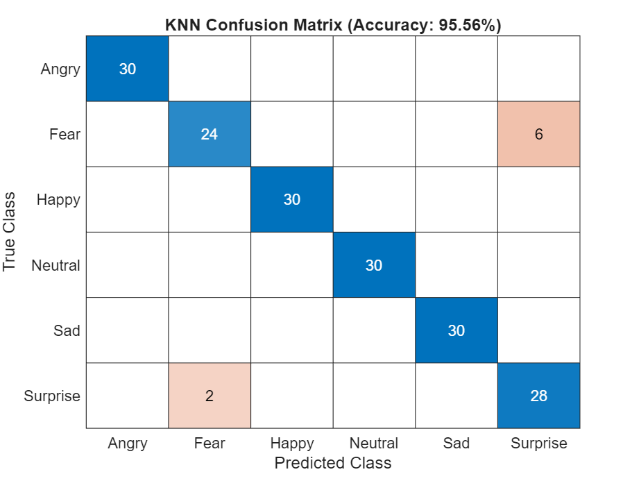 KNN Confusion Matrix (Accuracy: 95.56%)
Angry 30
Fear 24 6
Happy 30
True Class
Neutral 30
Sad 30
Surprise 2 28
Angry Fear Happy Neutral Sad Surprise
Predicted Class